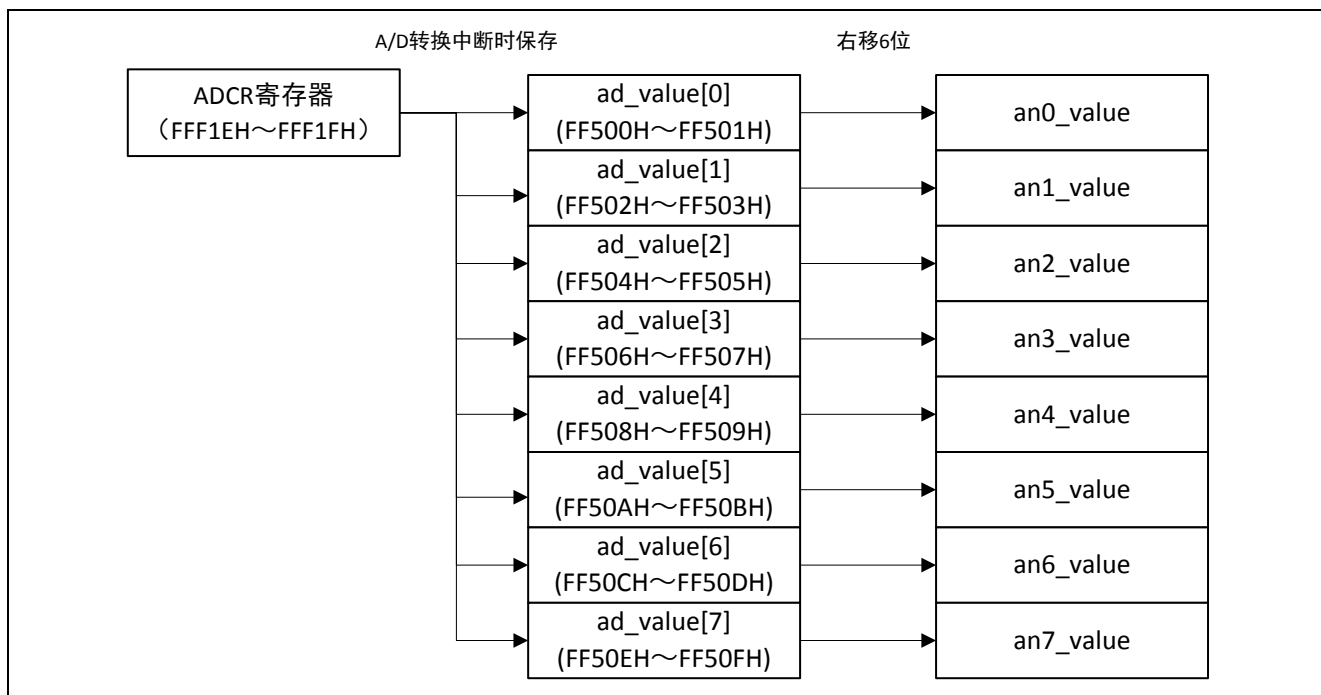 A/D转换中断时保存
右移6位
ADCR寄存器
（FFF1EH～FFF1FH）
ad_value[0]
(FF500H～FF501H)
an0_value
ad_value[1]
(FF502H～FF503H)
an1_value
ad_value[2]
(FF504H～FF505H)
an2_value
ad_value[3]
(FF506H～FF507H)
an3_value
ad_value[4]
(FF508H～FF509H)
an4_value
ad_value[5]
(FF50AH～FF50BH)
an5_value
ad_value[6]
(FF50CH～FF50DH)
an6_value
ad_value[7]
(FF50EH～FF50FH)
an7_value